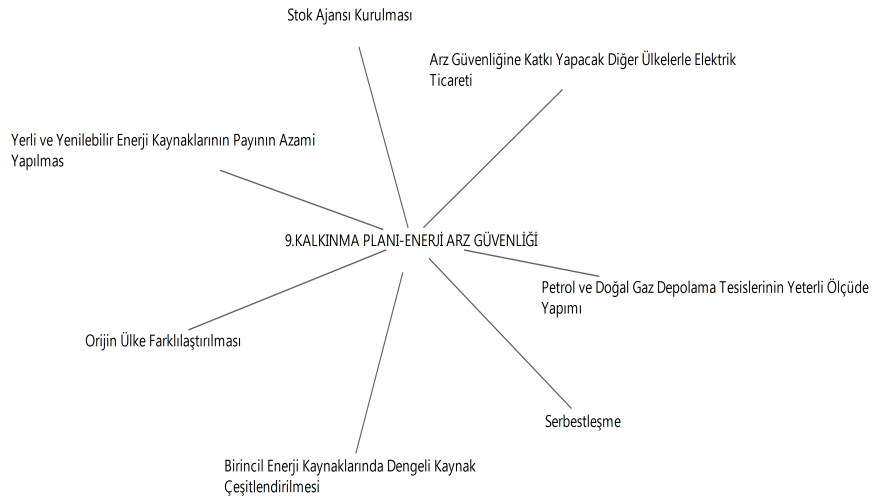 Stok Ajansı Kurulması
Arz Güvenliğine Katkı Yapacak Diğer Ülkelerle Elektrik
Ticareti
Yerli ve Yenilebilir Enerji Kaynaklarının Payının Azami
Yapılmas
9.KALKINMA PLANI-ENERJİ ARZ GÜVENLİĞİ
Petrol ve Doğal Gaz Depolama Tesislerinin Yeterli Ölçüde
Yapımı
Orijin Ülke Farklılaştırılması
Serbestleşme
Birincil Enerji Kaynaklarında Dengeli Kaynak
Çeşitlendirilmesi